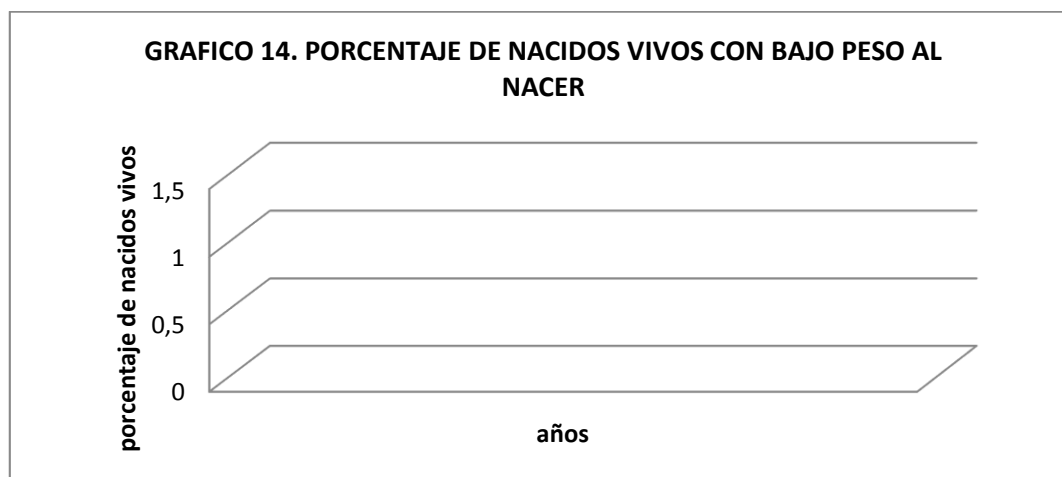 GRAFICO 14. PORCENTAJE DE NACIDOS VIVOS CON BAJO PESO AL
NACER
porcentaje de nacidos vivos
1,5
1
0,5
0
años